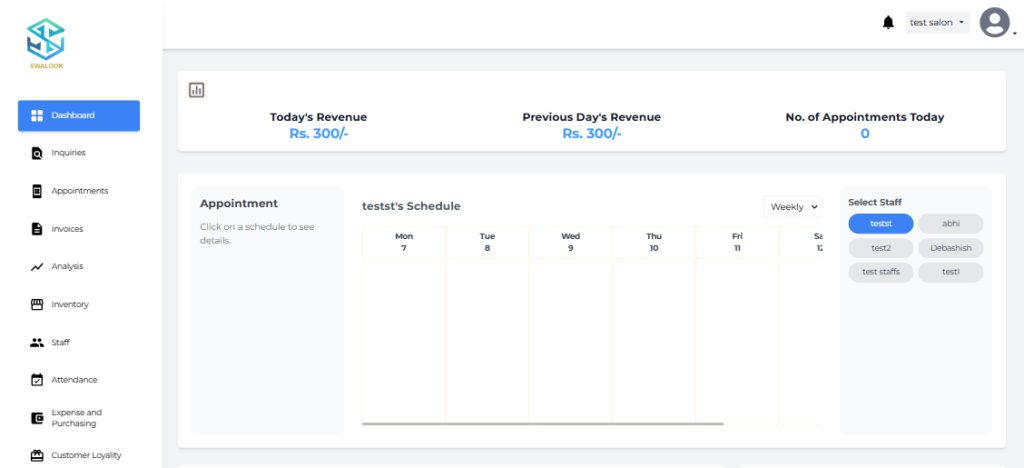 SWALOOK
test salon
Dashboard
Inquiries
Appointments
Invoices
Analysis
Inventory
Staff
Attendance
Expense and
Purchasing
Customer Loyality
Today's Revenue
Rs. 300/-
Previous Day's Revenue
Rs. 300/-
No. of Appointments Today
0
Appointment
Click on a schedule to see
details.
testst's Schedule
Weekly
Mon Tue Wed Thu Fri Sa
7 8 9 10 11 12
Select Staff
testst abhi
test2 Debashish
test staffs test1